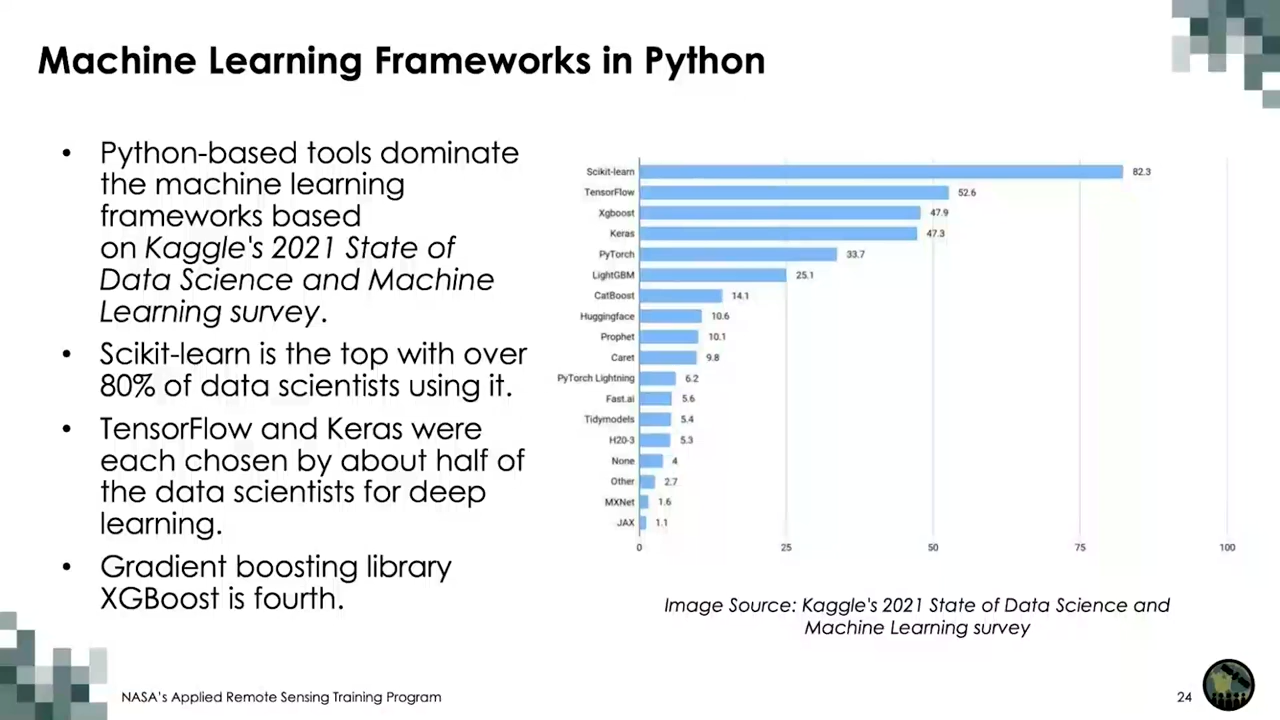 Machine Learning Frameworks in Python
• Python-based tools dominate
the machine learning
frameworks based
on Kaggle's 2021 State of
Data Science and Machine
Learning survey.
• Scikit-learn is the top with over
80% of data scientists using it.
• TensorFlow and Keras were
each chosen by about half of
the data scientists for deep
learning.
• Gradient boosting library
XGBoost is fourth.
Scikit-learn 82.3
TensorFlow 52.6
Xgboost 47.9
Keras 47.3
PyTorch 33.7
LightGBM 25.1
CatBoost 14.1
Huggingface 10.6
Prophet 10.1
Caret 9.8
PyTorch Lightning 6.2
Fast.ai 5.6
Tidymodels 5.4
H20-3 5.3
None 4
Other 2.7
MXNet 1.6
JAX 1.1
0 25 50 75 100
Image Source: Kaggle's 2021 State of Data Science and
Machine Learning survey
NASA's Applied Remote Sensing Training Program
24